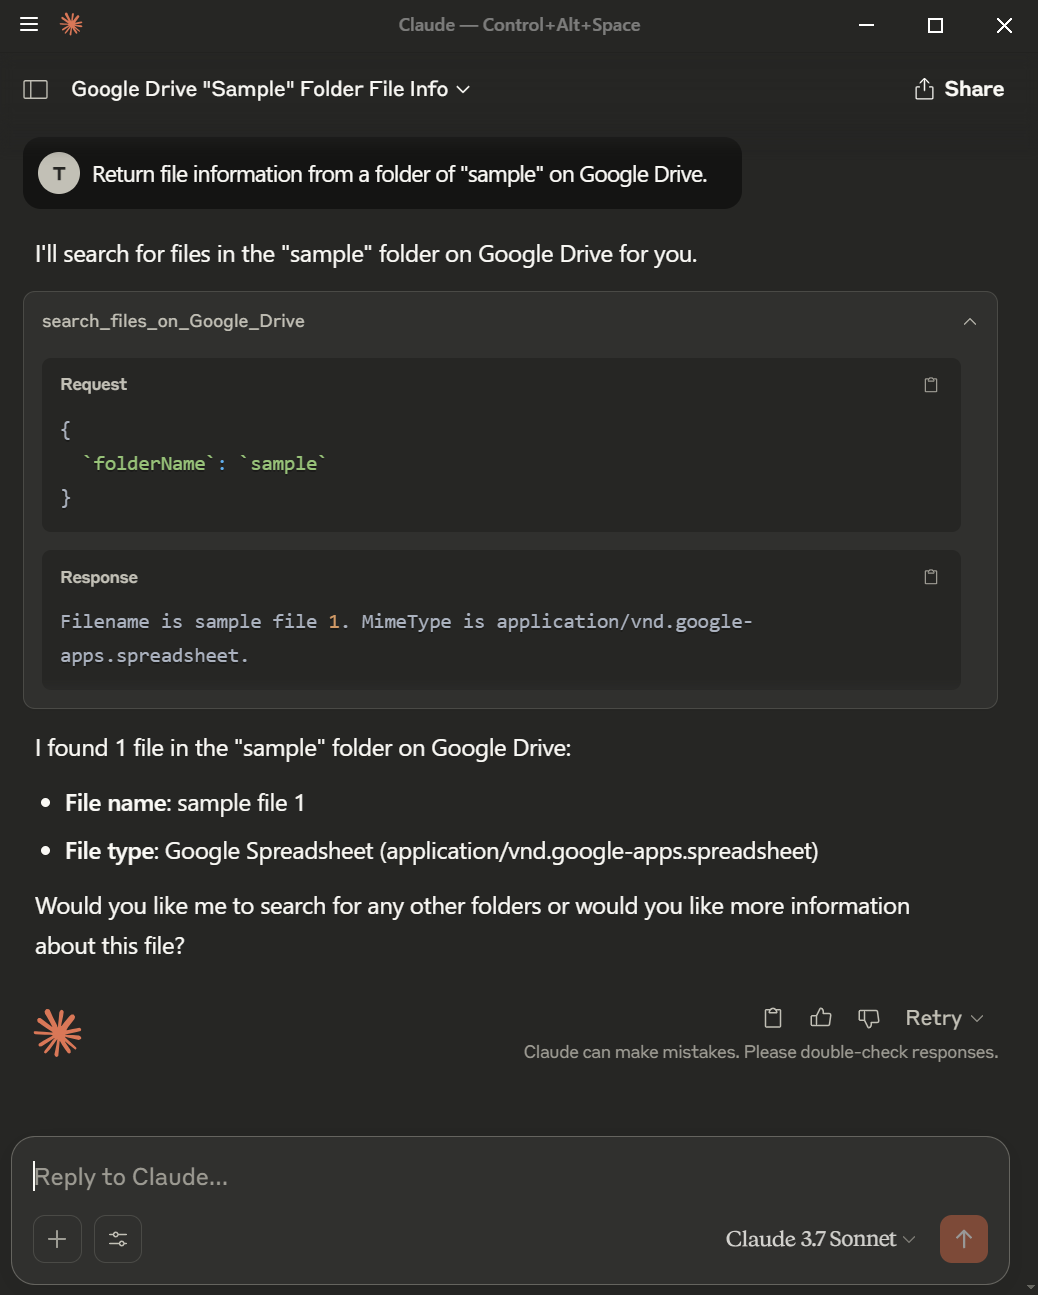 Claude — Control+Alt+Space
Google Drive "Sample" Folder File Info
Share
T
Return file information from a folder of "sample" on Google Drive.
I'll search for files in the "sample" folder on Google Drive for you.
search_files_on_Google_Drive
Request
{
`folderName`: `sample`
}
Response
Filename is sample file 1. MimeType is application/vnd.google-
apps.spreadsheet.
I found 1 file in the "sample" folder on Google Drive:
• File name: sample file 1
• File type: Google Spreadsheet (application/vnd.google-apps.spreadsheet)
Would you like me to search for any other folders or would you like more information
about this file?
Retry
Claude can make mistakes. Please double-check responses.
Reply to Claude...
Claude 3.7 Sonnet